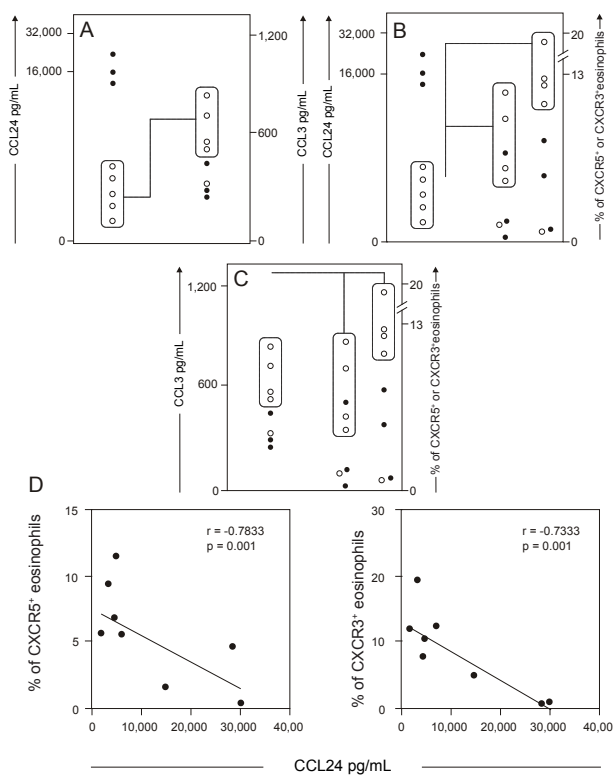 A
CCL24 pg/mL
32,000
16,000
0
1,200
600
0
CCL3 pg/mL
B
CCL24 pg/mL
32,000
16,000
0
20
13
0
% of CXCR5+ or CXCR3+eosinophils
C
CCL3 pg/mL
1,200
600
0
20
13
0
% of CXCR5+ or CXCR3+eosinophils
D
% of CXCR5+ eosinophils
15
10
5
0
r = -0.7833
p = 0.001
0 10,000 20,000 30,000 40,00
% of CXCR3+ eosinophils
30
20
10
0
r = -0.7333
p = 0.001
0 10,000 20,000 30,000 40,00
CCL24 pg/mL